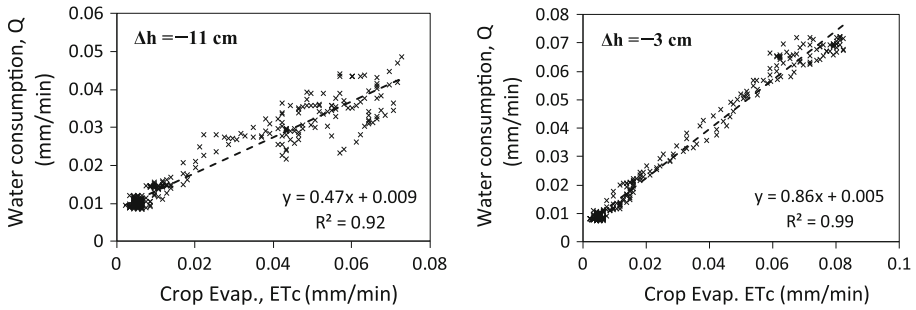 Δh = −11 cm
Water consumption, Q
(mm/min)
0.06
0.05
0.04
0.03
0.02
0.01
0
y = 0.47x + 0.009
R² = 0.92
0
0.02
0.04
0.06
0.08
Crop Evap., ETc (mm/min)
Δh = −3 cm
Water consumption, Q
(mm/min)
0.08
0.07
0.06
0.05
0.04
0.03
0.02
0.01
0.00
y = 0.86x + 0.005
R² = 0.99
0
0.02
0.04
0.06
0.08
0.1
Crop Evap. ETc (mm/min)